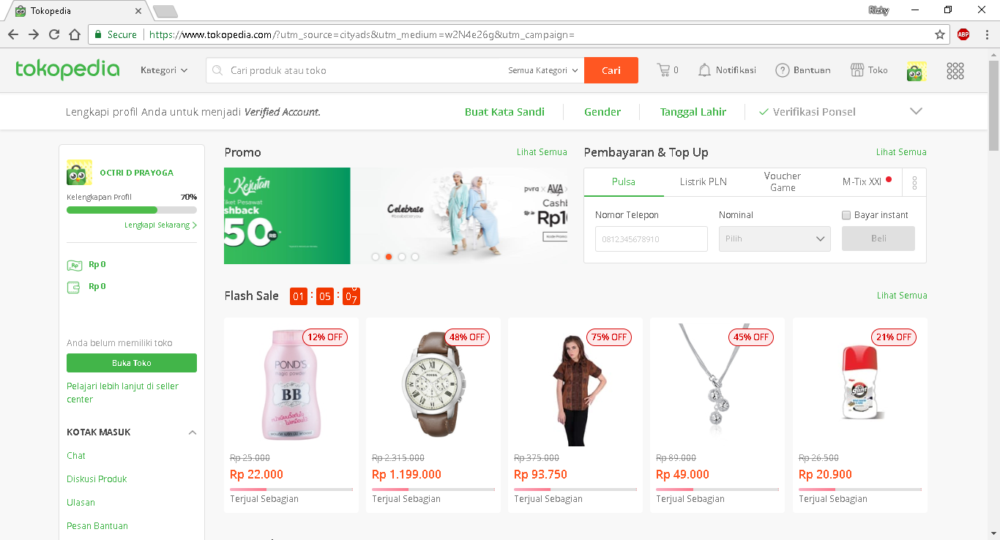 Tokopedia
Rizky
Secure
https://www.tokopedia.com/?utm_source=cityads&utm_medium=w2N4e26g&utm_campaign=
ABP
tokopedia
Kategori
Cari produk atau toko
Semua Kategori
Cari
0
Notifikasi
Bantuan
Toko
Lengkapi profil Anda untuk menjadi Verified Account.
Buat Kata Sandi
Gender
Tanggal Lahir
Verifikasi Ponsel
OCTRI D PRAYOGA
Kelengkapan Profil
70%
Lengkapi Sekarang
Rp 0
Rp 0
Anda belum memiliki toko
Buka Toko
Pelajari lebih lanjut di seller
center
KOTAK MASUK
Chat
Diskusi Produk
Ulasan
Pesan Bantuan
Promo
Lihat Semua
Kejutan
Tiket Pesawat
shback
50
RB
Celebrate
pvra x AVA
Cashb
Rp10
Pembayaran & Top Up
Lihat Semua
Pulsa
Listrik PLN
Voucher
Game
M-Tix XXI
Nomor Telepon
0812345678910
Nominal
Pilih
Bayar instant
Beli
Flash Sale
01 : 05 : 07
Lihat Semua
12% OFF
POND'S
magic powder
BB
Rp 25.000
Rp 22.000
Terjual Sebagian
48% OFF
FOSSIL
Rp 2.315.000
Rp 1.199.000
Terjual Sebagian
75% OFF
Rp 375.000
Rp 93.750
Terjual Sebagian
45% OFF
Rp 89.000
Rp 49.000
Terjual Sebagian
21% OFF
glint
Rp 26.500
Rp 20.900
Terjual Sebagian